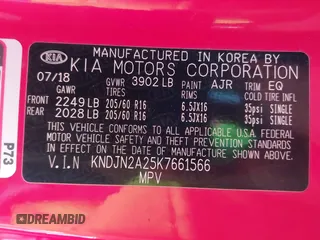 MANUFACTURED IN KOREA BY
KIA KIA MOTORS CORPORATION
07/18 GVWR 3902 LB PAINT AJR TRIM EQ
GAWR TIRES RIMS COLD TIRE INFLATION
FRONT 2249 LB 205/60 R16 6.5JX16 35psi SINGLE
REAR 2028 LB 205/60 R16 6.5JX16 35psi SINGLE
THIS VEHICLE CONFORMS TO ALL APPLICABLE FEDERAL
MOTOR VEHICLE SAFETY AND THEFT PREVENTION STANDARDS
IN EFFECT ON THE DATE OF MANUFACTURE SHOWN ABOVE
V.I.N KNDJN2A25K7661566
MPV
P73
DREAMBID